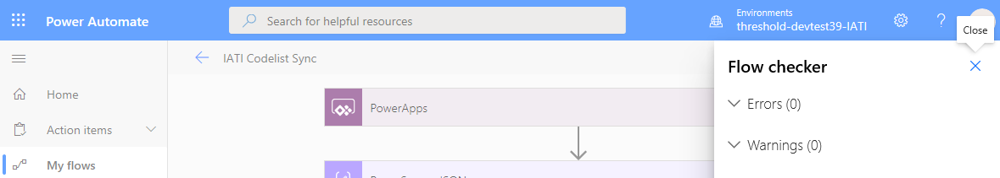 Power Automate
Search for helpful resources
Environments
threshold-devtest39-IATI
?
Close
IATI Codelist Sync
Flow checker
Home
PowerApps
Errors (0)
Action items
Warnings (0)
My flows